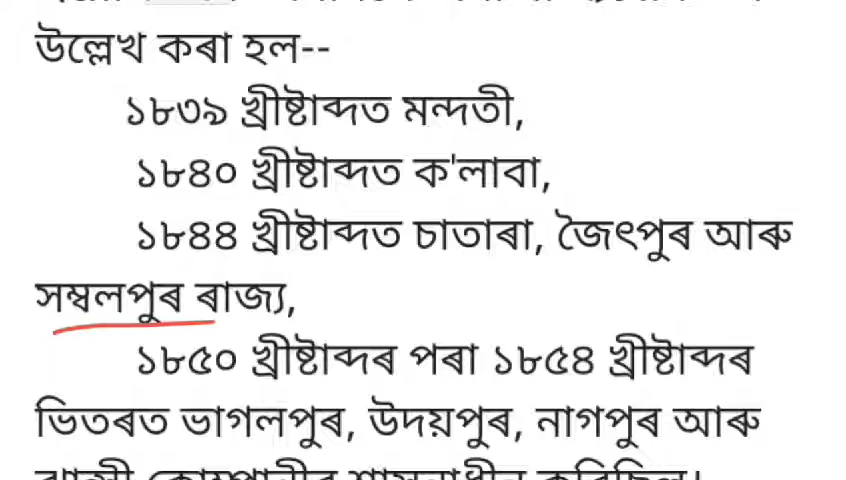 উল্লেখ কৰা হল--
১৮৩৯ খ্ৰীষ্টাব্দত মন্দতী,
১৮৪০ খ্ৰীষ্টাব্দত ক'লাবা,
১৮৪৪ খ্ৰীষ্টাব্দত চাতাৰা, জৈৎপুৰ আৰু
সম্বলপুৰ ৰাজ্য,
১৮৫০ খ্ৰীষ্টাব্দৰ পৰা ১৮৫৪ খ্ৰীষ্টাব্দৰ
ভিতৰত ভাগলপুৰ, উদয়পুৰ, নাগপুৰ আৰু